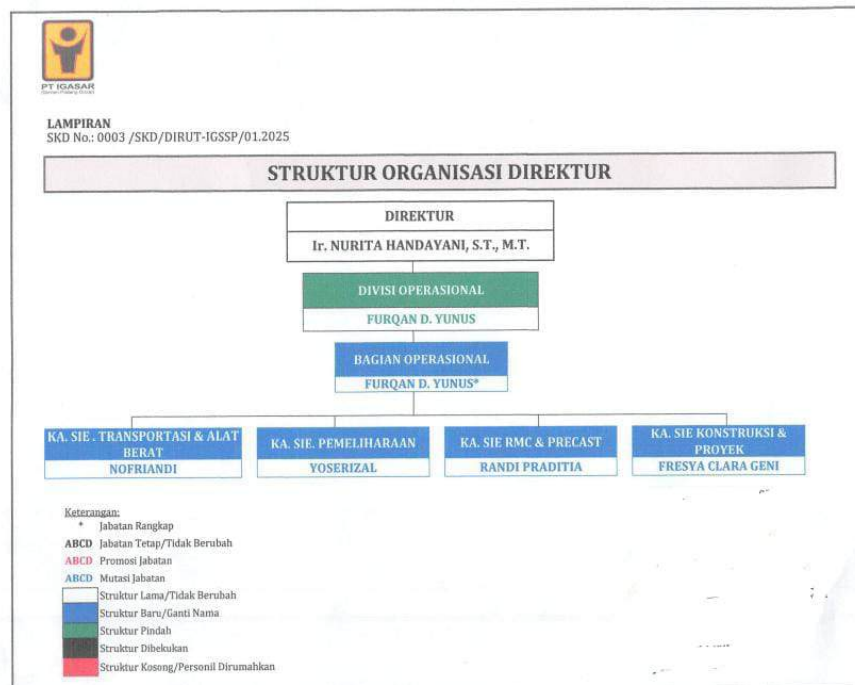 PT IGASAR
LAMPIRAN
SKD No.: 0003 /SKD/DIRUT-IGSSP/01.2025
STRUKTUR ORGANISASI DIREKTUR
DIREKTUR
Ir. NURITA HANDAYANI, S.T., M.T.
DIVISI OPERASIONAL
FURQAN D. YUNUS
BAGIAN OPERASIONAL
FURQAN D. YUNUS*
KA. SIE . TRANSPORTASI & ALAT
BERAT
NOFRIANDI
KA. SIE. PEMELIHARAAN
YOSERIZAL
KA. SIE RMC & PRECAST
RANDI PRADITIA
KA. SIE KONSTRUKSI &
PROYEK
FRESYA CLARA GENI
Keterangan:
* Jabatan Rangkap
ABCD Jabatan Tetap/Tidak Berubah
ABCD Promosi Jabatan
ABCD Mutasi Jabatan
Struktur Lama/Tidak Berubah
Struktur Baru/Ganti Nama
Struktur Pindah
Struktur Dibekukan
Struktur Kosong/Personil Dirumahkan